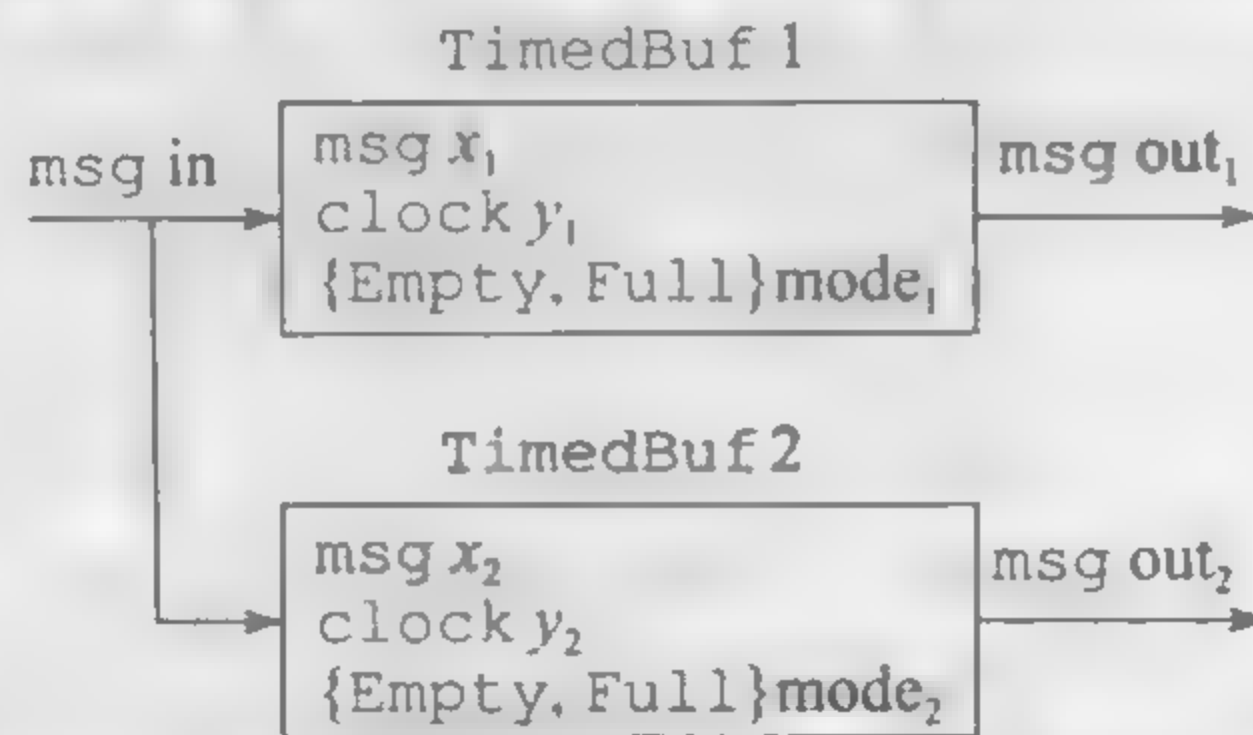 TimedBuf 1
msg in
msg x₁
clock y₁
{Empty, Full}mode₁
msg out₁
TimedBuf 2
msg x₂
clock y₂
{Empty, Full}mode₂
msg out₂